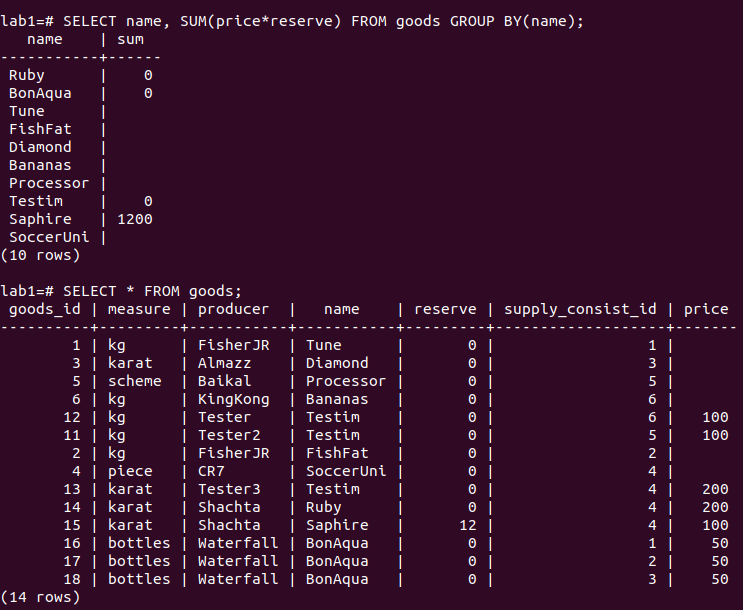 lab1=# SELECT name, SUM(price*reserve) FROM goods GROUP BY(name);
   name    | sum
-----------+------
 Ruby      |    0
 BonAqua   |    0
 Tune      |
 FishFat   |
 Diamond   |
 Bananas   |
 Processor |
 Testim    |    0
 Saphire   | 1200
 SoccerUni |
(10 rows)

lab1=# SELECT * FROM goods;
 goods_id | measure | producer  |   name    | reserve | supply_consist_id | price
----------+---------+-----------+-----------+---------+-------------------+-------
        1 | kg      | FisherJR  | Tune      |       0 |                 1 |
        3 | karat   | Almazz    | Diamond   |       0 |                 3 |
        5 | scheme  | Baikal    | Processor |       0 |                 5 |
        6 | kg      | KingKong  | Bananas   |       0 |                 6 |
       12 | kg      | Tester    | Testim    |       0 |                 6 |   100
       11 | kg      | Tester2   | Testim    |       0 |                 5 |   100
        2 | kg      | FisherJR  | FishFat   |       0 |                 2 |
        4 | piece   | CR7       | SoccerUni |       0 |                 4 |
       13 | karat   | Tester3   | Testim    |       0 |                 4 |   200
       14 | karat   | Shachta   | Ruby      |       0 |                 4 |   200
       15 | karat   | Shachta   | Saphire   |      12 |                 4 |   100
       16 | bottles | Waterfall | BonAqua   |       0 |                 1 |    50
       17 | bottles | Waterfall | BonAqua   |       0 |                 2 |    50
       18 | bottles | Waterfall | BonAqua   |       0 |                 3 |    50
(14 rows)